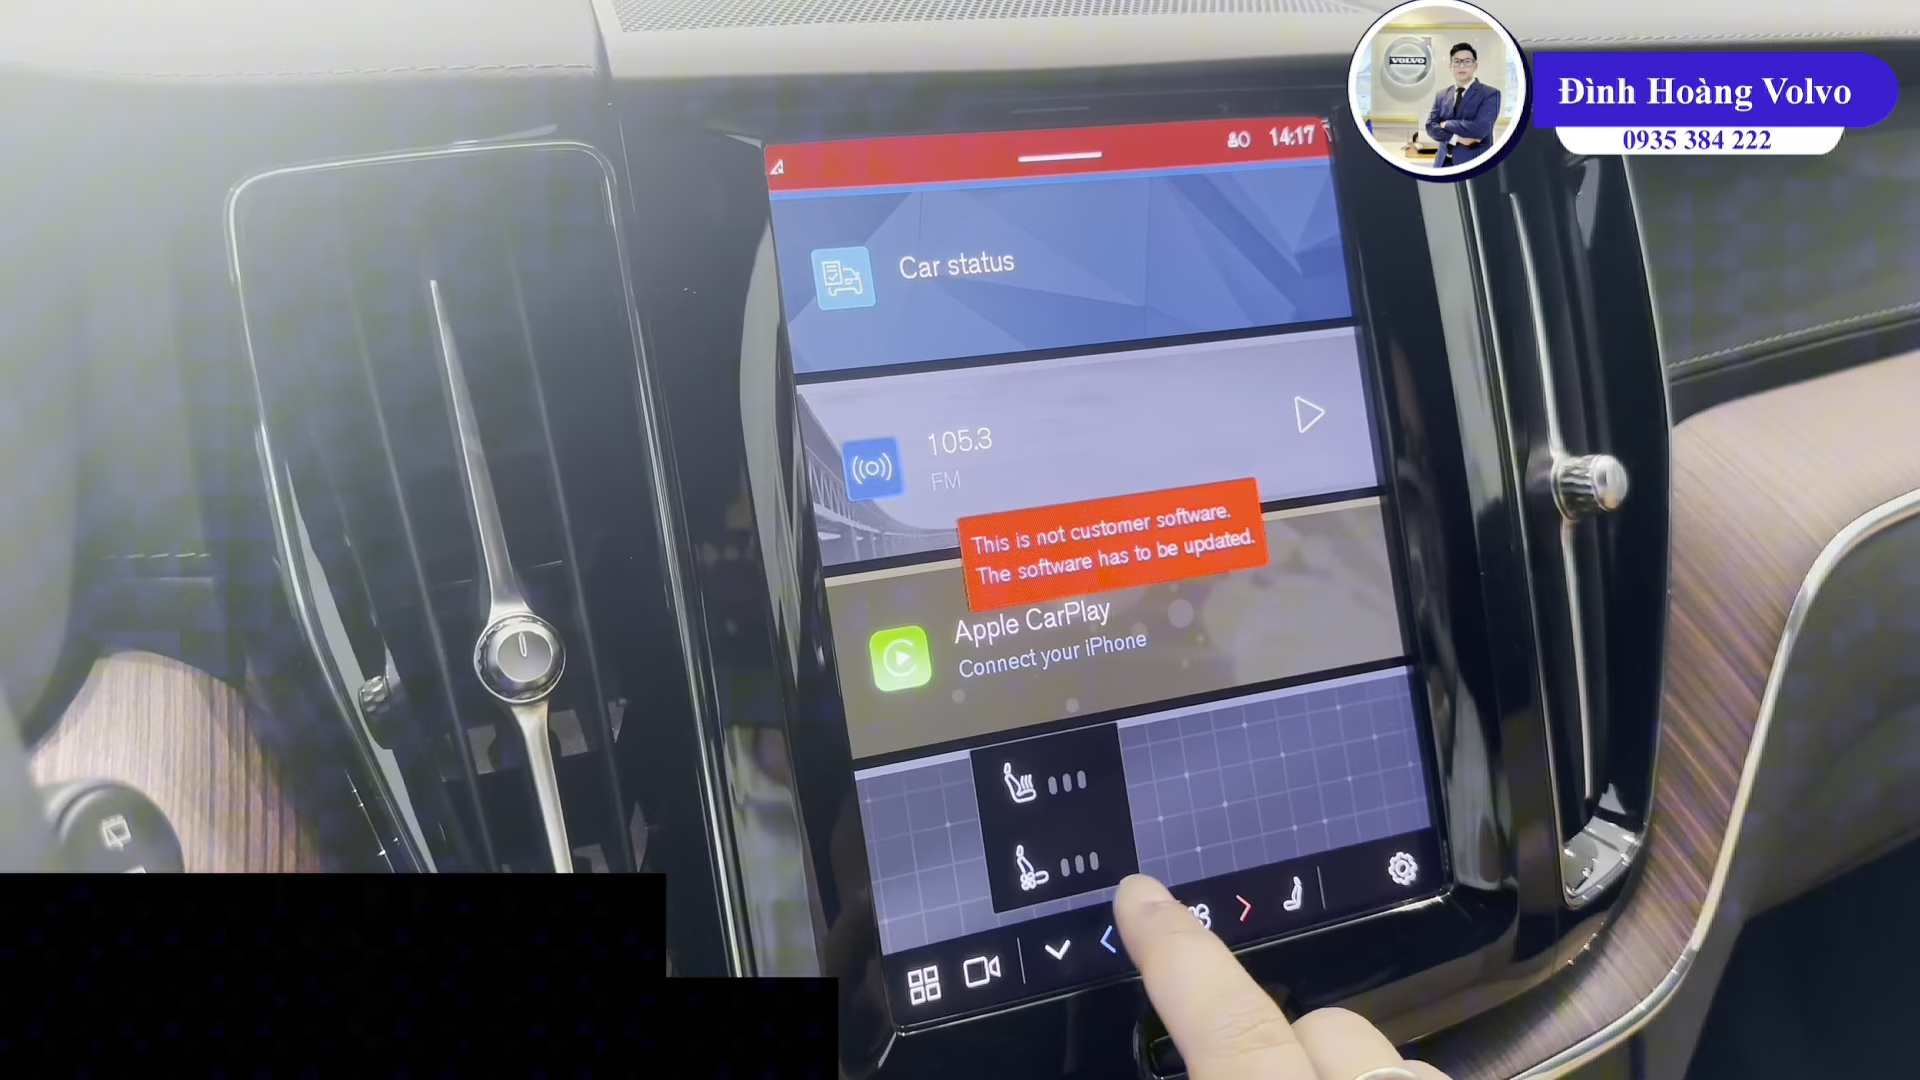 VOLVO
Đình Hoàng Volvo
0935 384 222
14:17
Car status
105.3
FM
This is not customer software.
The software has to be updated.
Apple CarPlay
Connect your iPhone